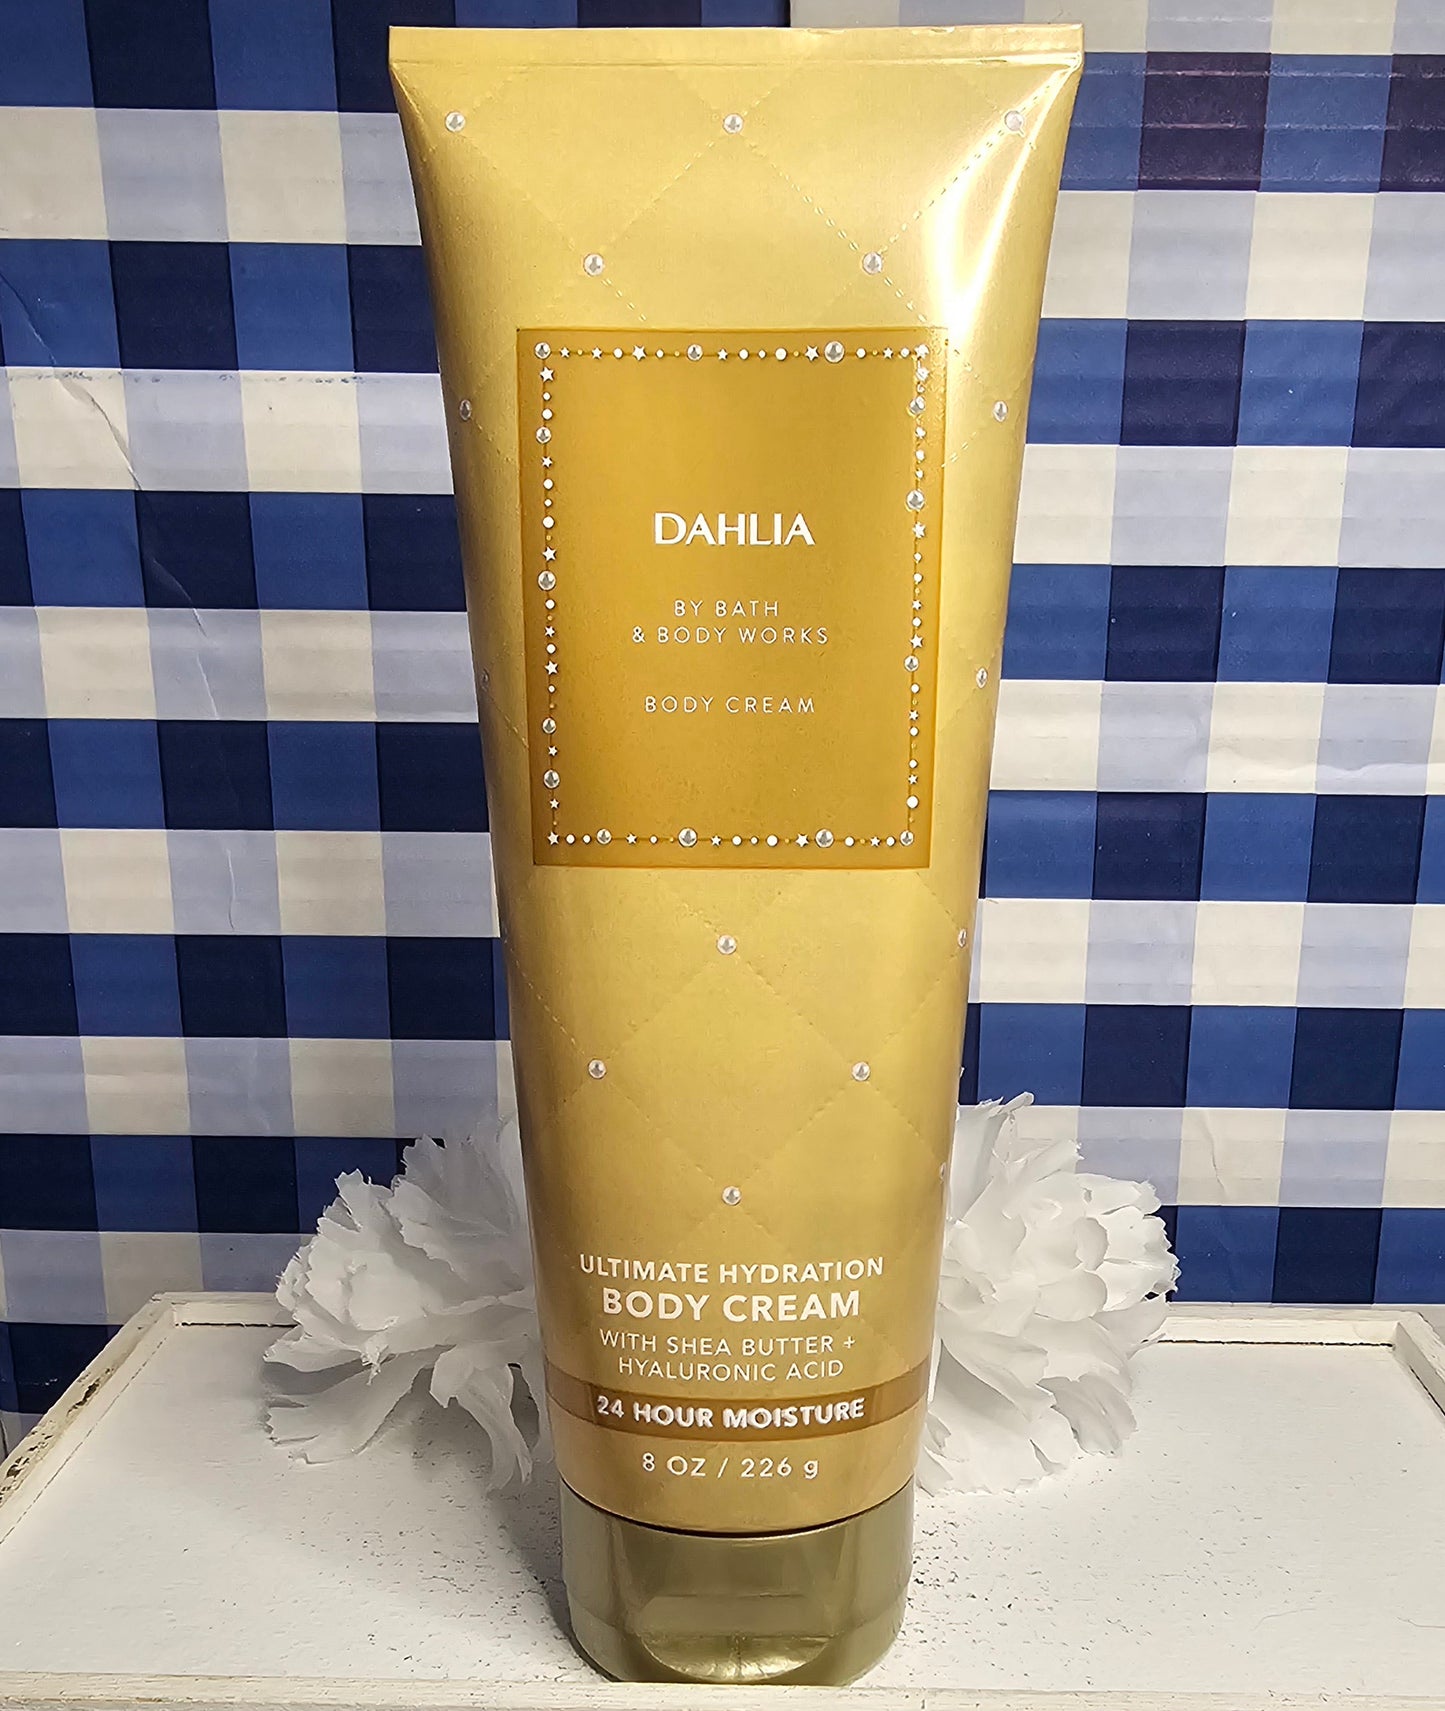 DAHLIA
BY BATH
& BODY WORKS
BODY CREAM
ULTIMATE HYDRATION
BODY CREAM
WITH SHEA BUTTER +
HYALURONIC ACID
24 HOUR MOISTURE
8 OZ / 226 g